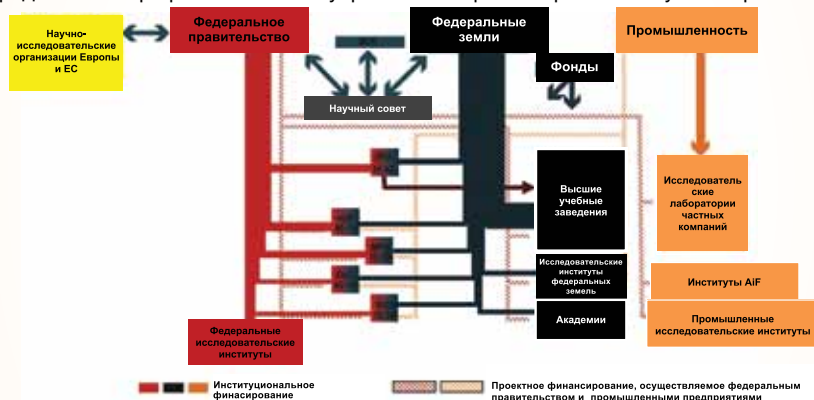 Научно-
исследовательские
организации Европы
и ЕС
Федеральное
правительство
Федеральные
земли
Промышленность
Фонды
Научный совет
Высшие
учебные
заведения
Исследователь
ские
лаборатории
частных
компаний
Исследовательские
институты
федеральных
земель
Институты AiF
Академии
Промышленные
исследовательские институты
Федеральные
исследовательские
институты
Институциональное
финасирование
Проектное финансирование, осуществляемое федеральным
правительством и промышленными предприятиями